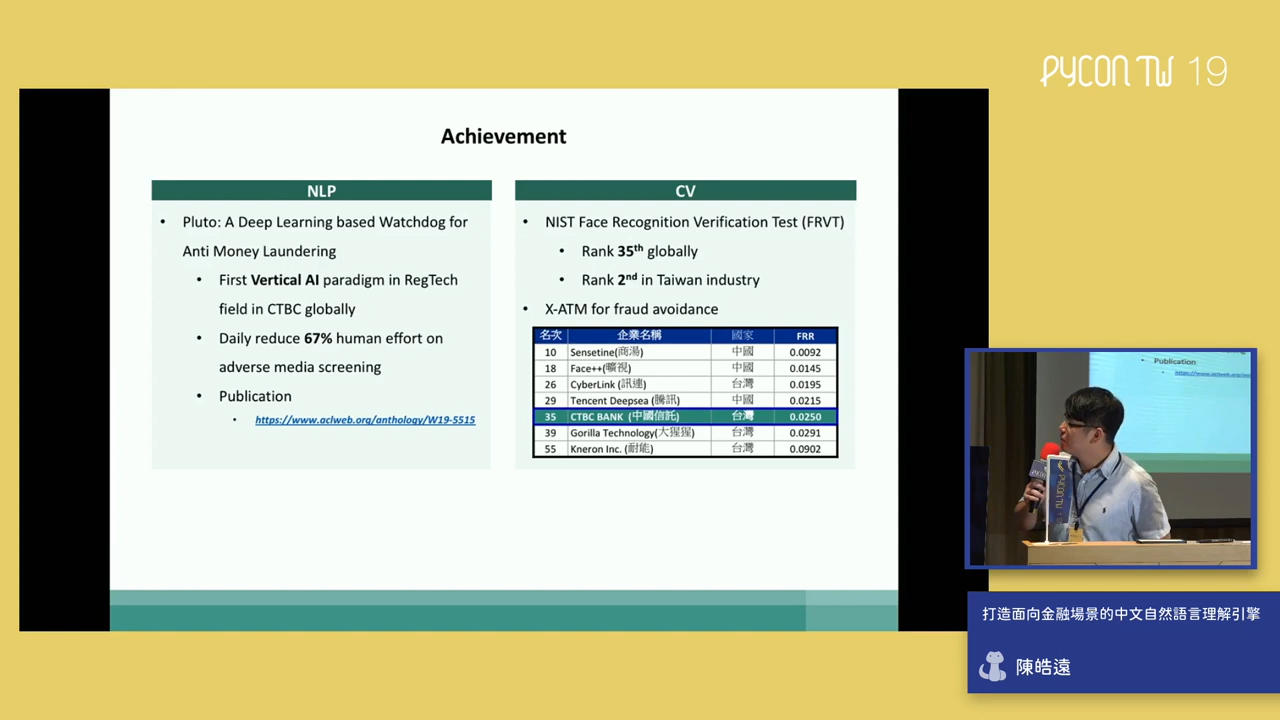 PYCON TW 19
Achievement
NLP
• Pluto: A Deep Learning based Watchdog for
Anti Money Laundering
• First Vertical AI paradigm in RegTech
field in CTBC globally
• Daily reduce 67% human effort on
adverse media screening
• Publication
• https://www.aclweb.org/anthology/W19-5515
CV
• NIST Face Recognition Verification Test (FRVT)
• Rank 35th globally
• Rank 2nd in Taiwan industry
• X-ATM for fraud avoidance
名次 企業名稱 國家 FRR
10 Sensetine(商湯) 中國 0.0092
18 Face++(曠視) 中國 0.0145
26 CyberLink (訊連) 台灣 0.0195
29 Tencent Deepsea (騰訊) 中國 0.0215
35 CTBC BANK (中國信託) 台灣 0.0250
39 Gorilla Technology(大猩猩) 台灣 0.0291
55 Kneron Inc. (耐能) 台灣 0.0902
• Publication
PYCON TW
打造面向金融場景的中文自然語言理解引擎
陳皓遠